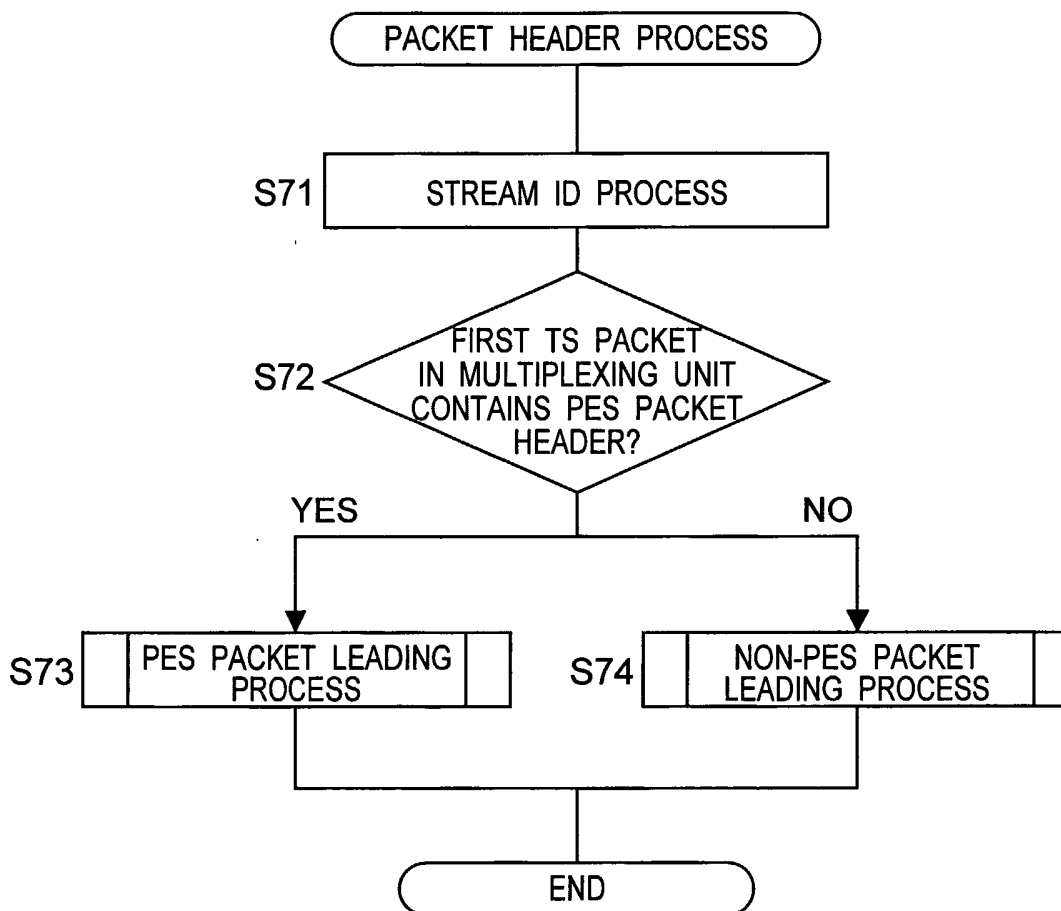 PACKET HEADER PROCESS
S71
STREAM ID PROCESS
S72
FIRST TS PACKET
IN MULTIPLEXING UNIT
CONTAINS PES PACKET
HEADER?
YES
NO
S73
PES PACKET LEADING
PROCESS
S74
NON-PES PACKET
LEADING PROCESS
END